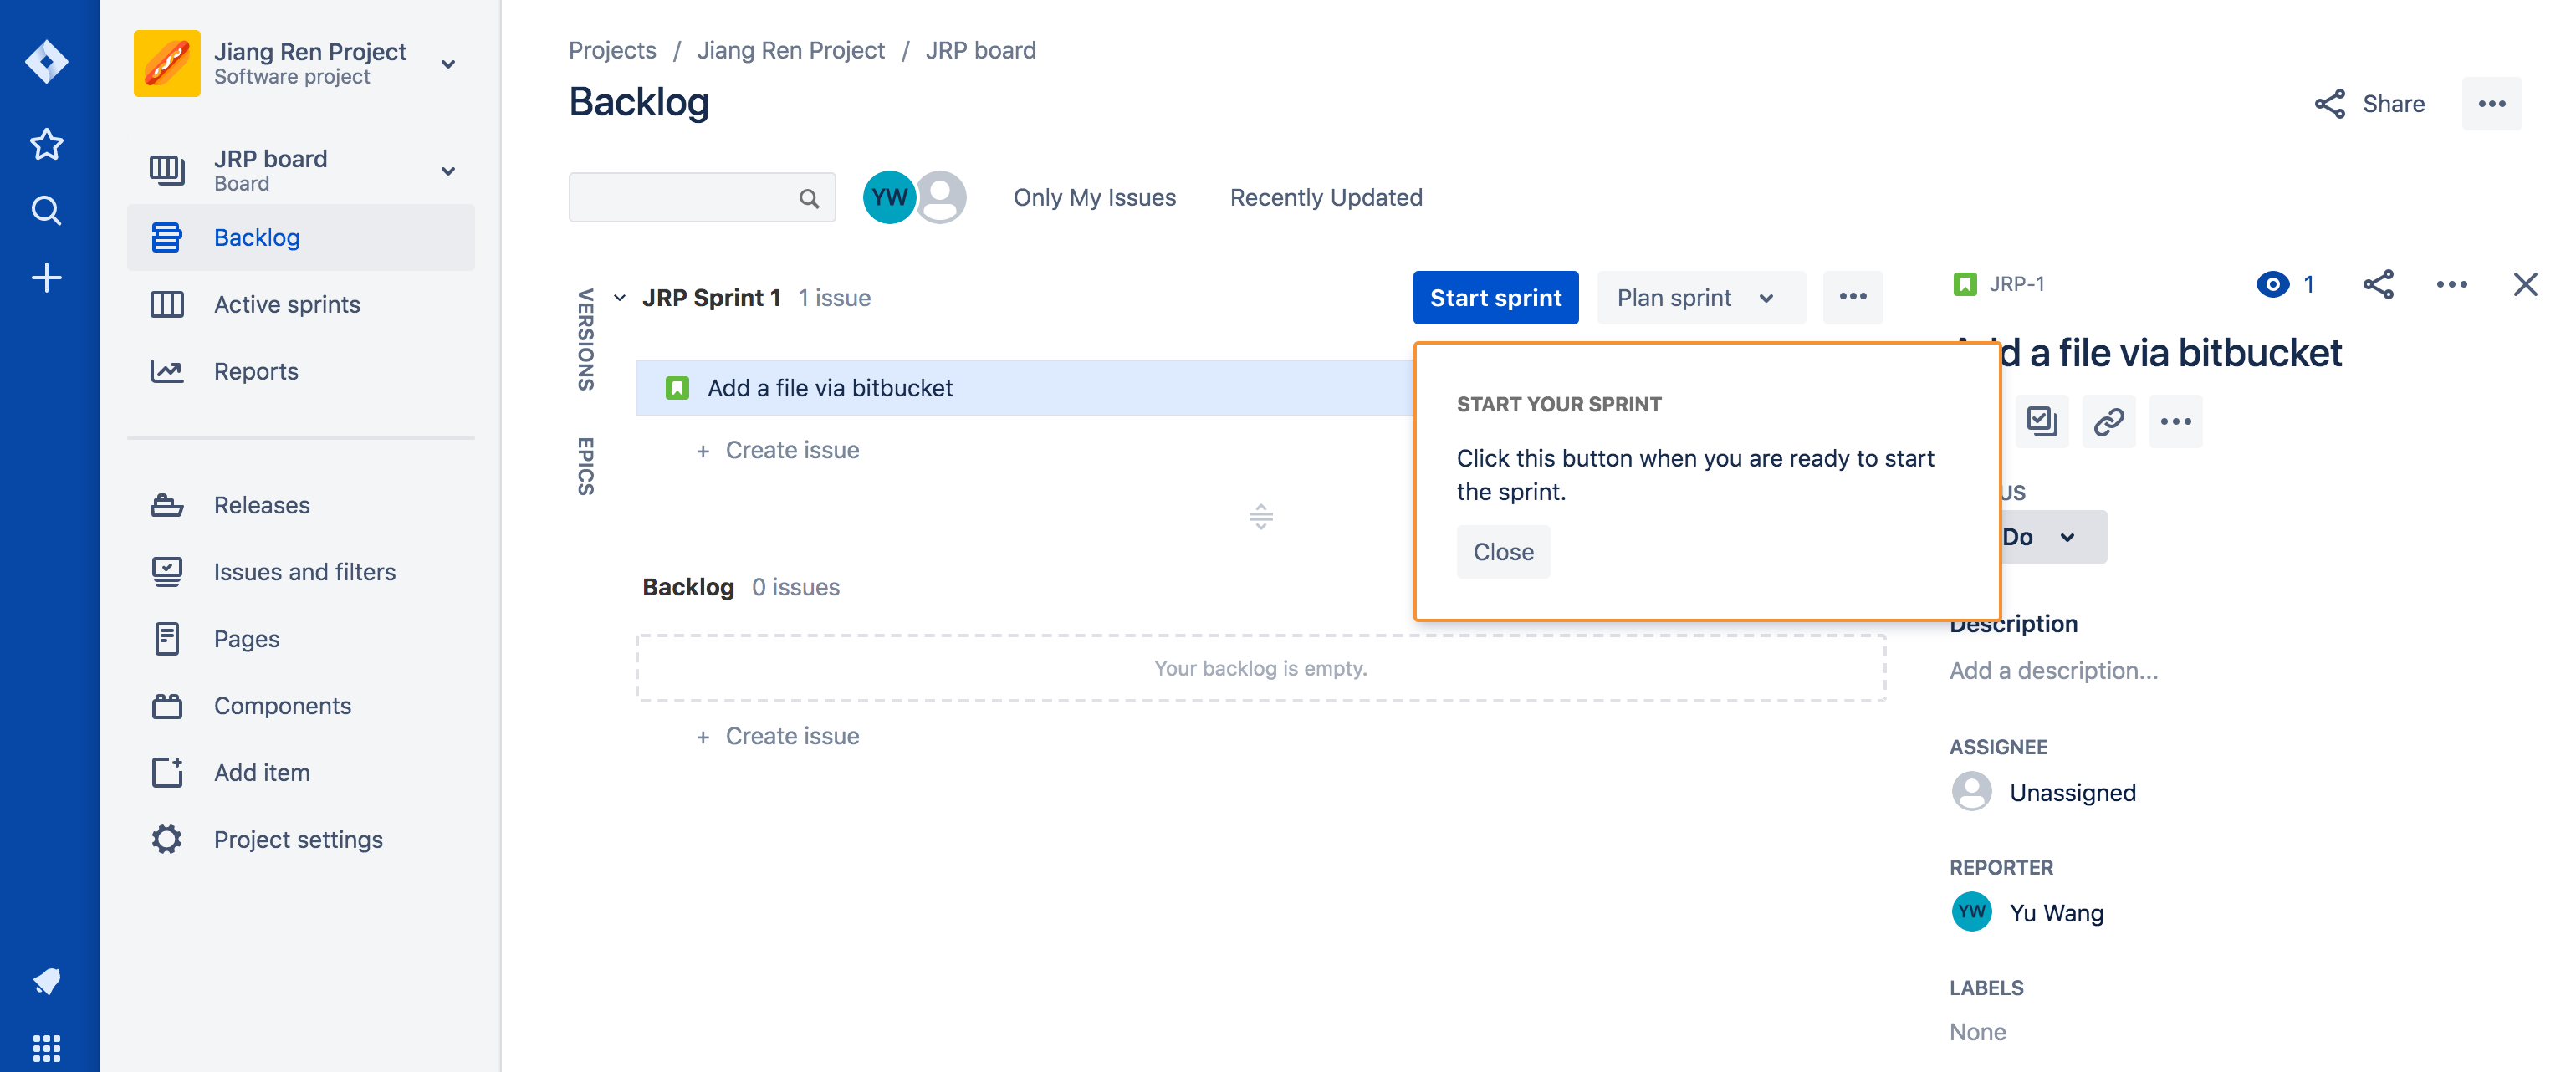 Jiang Ren Project
Software project
JRP board
Board
Backlog
Active sprints
Reports
Releases
Issues and filters
Pages
Components
Add item
Project settings
Projects / Jiang Ren Project / JRP board
Backlog
Share
YW
Only My Issues
Recently Updated
VERSIONS
EPICS
JRP Sprint 1 1 issue
Start sprint
Plan sprint
Add a file via bitbucket
+ Create issue
START YOUR SPRINT
Click this button when you are ready to start
the sprint.
Close
Backlog 0 issues
Your backlog is empty.
+ Create issue
JRP-1
1
d a file via bitbucket
US
Do
Description
Add a description...
ASSIGNEE
Unassigned
REPORTER
YW Yu Wang
LABELS
None